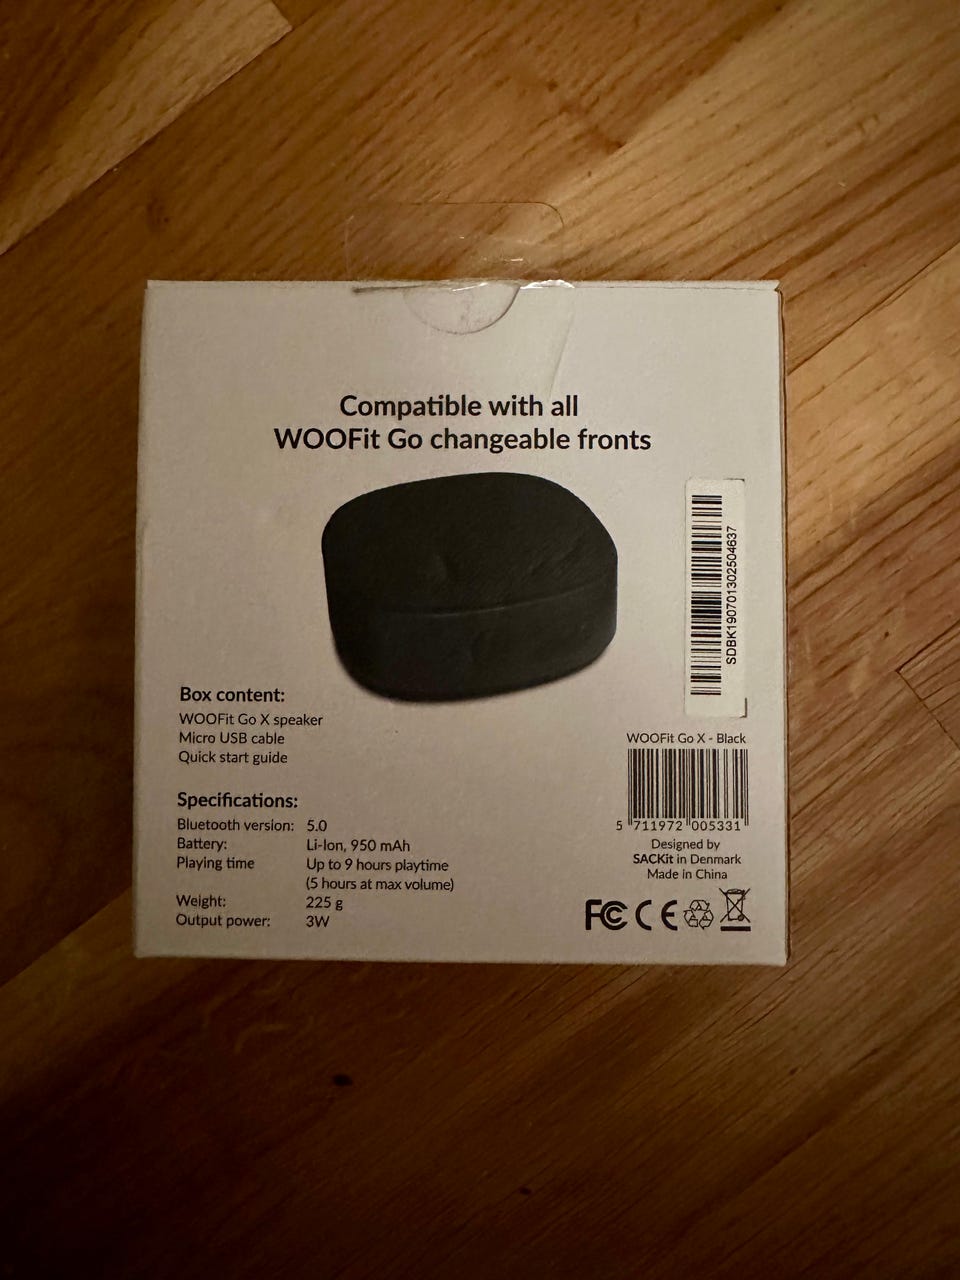 Compatible with all
WOOFit Go changeable fronts
SDBK190701302504637
Box content:
WOOFit Go X speaker
Micro USB cable
Quick start guide
Specifications:
Bluetooth version: 5.0
Battery: Li-Ion, 950 mAh
Playing time Up to 9 hours playtime
(5 hours at max volume)
Weight: 225 g
Output power: 3W
WOOFit Go X - Black
5 711972 005331
Designed by
SACKit in Denmark
Made in China
FC CE